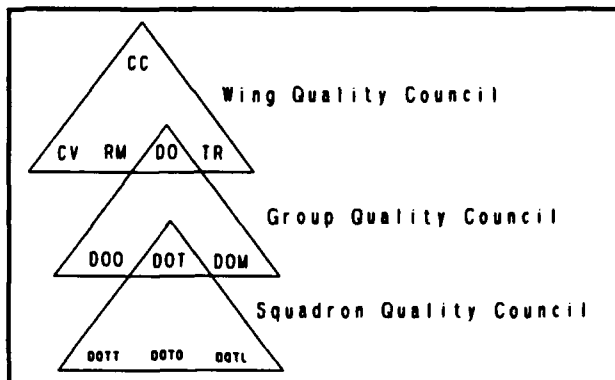 CC
Wing Quality Council
CV RM DO TR
Group Quality Council
DOO DOT DOM
Squadron Quality Council
DOTT DOTO DOTL